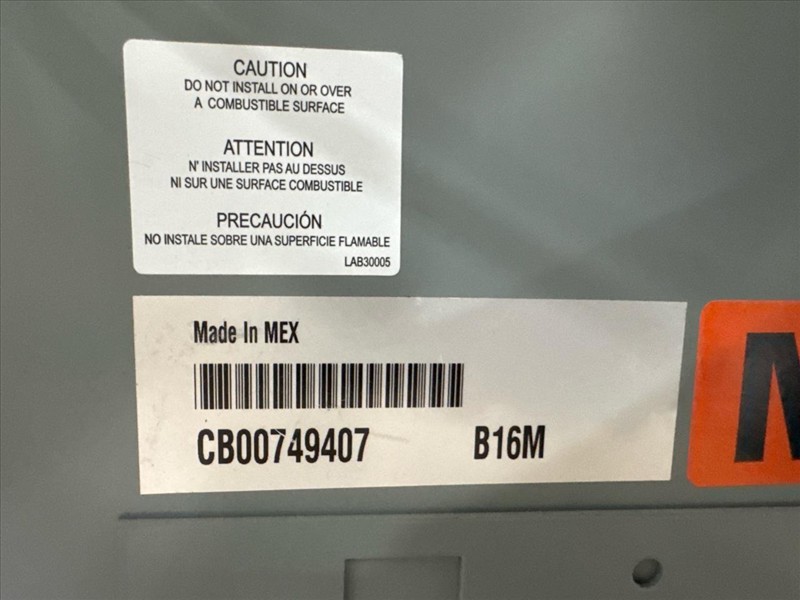 CAUTION
DO NOT INSTALL ON OR OVER
A COMBUSTIBLE SURFACE
ATTENTION
N' INSTALLER PAS AU DESSUS
NI SUR UNE SURFACE COMBUSTIBLE
PRECAUCIÓN
NO INSTALE SOBRE UNA SUPERFICIE FLAMABLE
LAB30005
Made In MEX
CB00749407 B16M